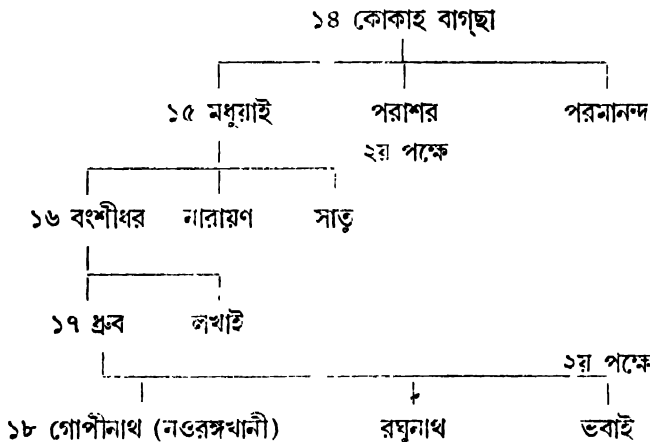 ১৪ কোকাহ বাগ্‌ছা
১৫ মধুয়াই পরাশর পরমানন্দ
২য় পক্ষে
১৬ বংশীধর নারায়ণ সাতু
১৭ ধ্রুব লখাই
২য় পক্ষে
১৮ গোপীনাথ (নওরঙ্গখানী) রঘুনাথ ভবাই